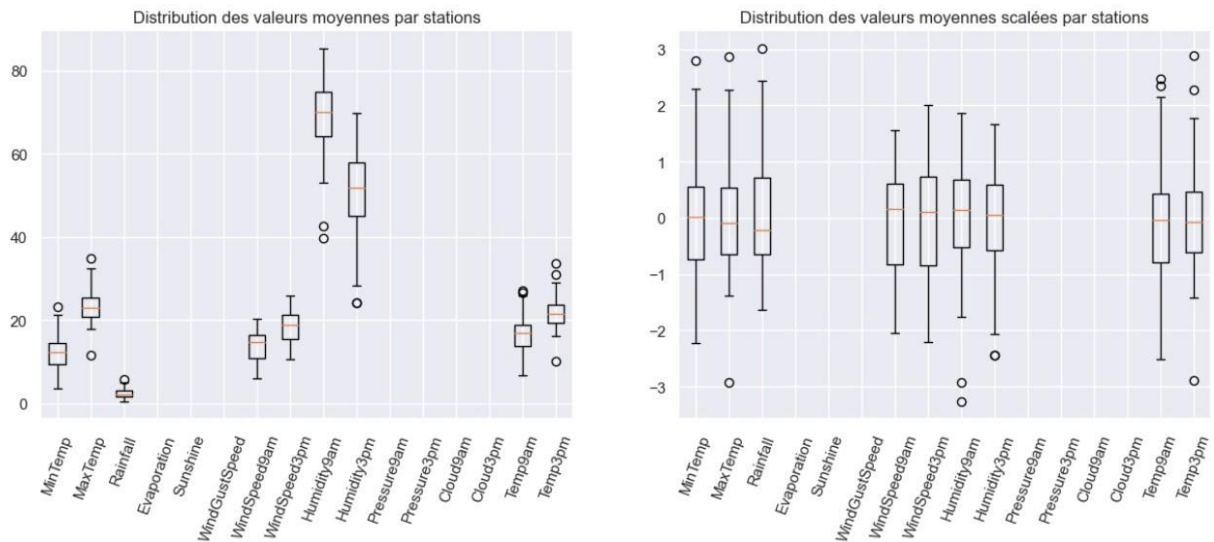 Distribution des valeurs moyennes par stations
80
60
40
20
0
MinTemp
MaxTemp
Rainfall
Evaporation
Sunshine
WindGustSpeed
WindSpeed9am
WindSpeed3pm
Humidity9am
Humidity3pm
Pressure9am
Pressure3pm
Cloud9am
Cloud3pm
Temp9am
Temp3pm
Distribution des valeurs moyennes scalées par stations
3
2
1
0
−1
−2
−3
MinTemp
MaxTemp
Rainfall
Evaporation
Sunshine
WindGustSpeed
WindSpeed9am
WindSpeed3pm
Humidity9am
Humidity3pm
Pressure9am
Pressure3pm
Cloud9am
Cloud3pm
Temp9am
Temp3pm